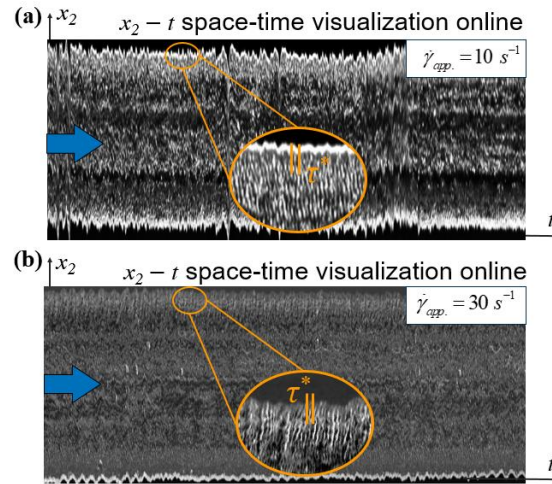 (a) x₂ x₂ − t space-time visualization online
γ̇app. = 10 s⁻¹
τ*
t
(b) x₂ x₂ − t space-time visualization online
γ̇app. = 30 s⁻¹
τ*
t